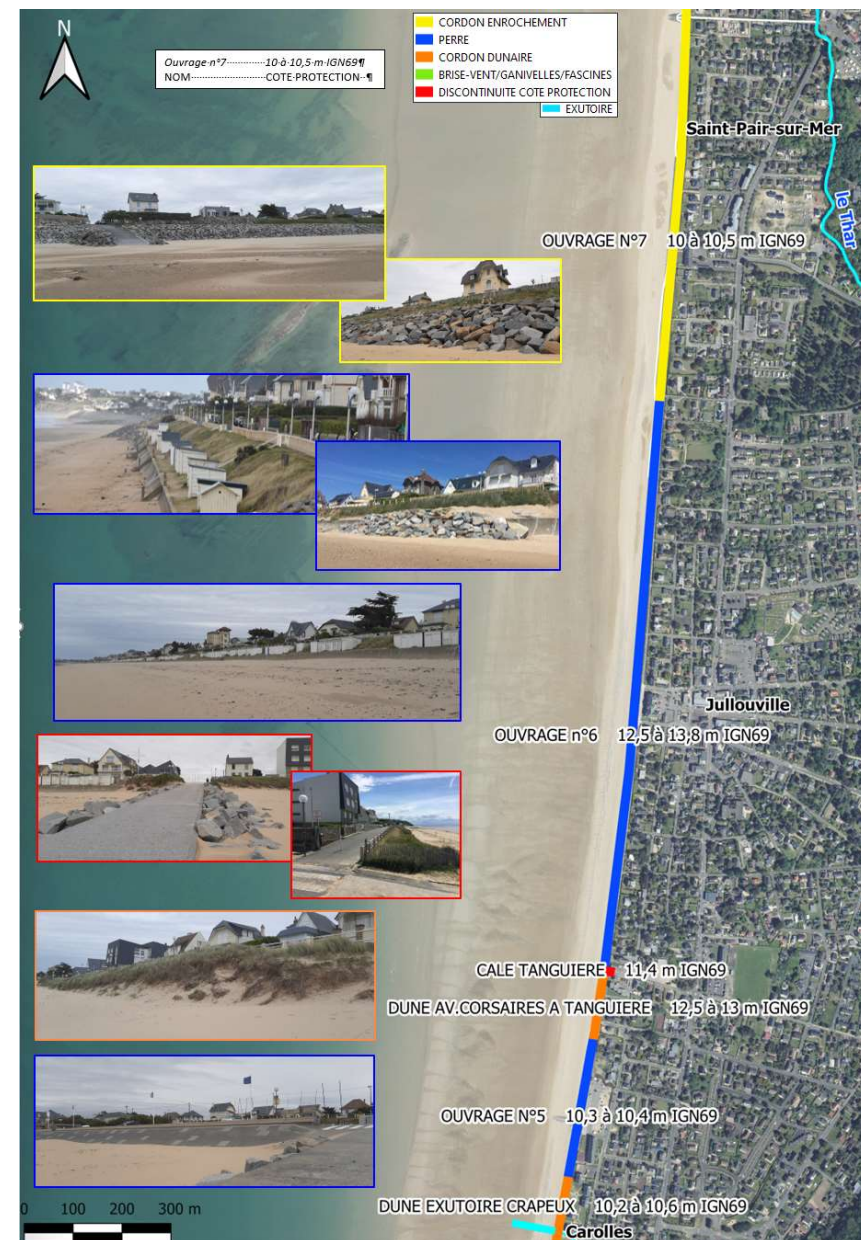 N
Ouvrage·n°7·············10·à·10,5·m·IGN69¶
NOM··························COTE·PROTECTION··¶
CORDON ENROCHEMENT
PERRE
CORDON DUNAIRE
BRISE-VENT/GANIVELLES/FASCINES
DISCONTINUITE COTE PROTECTION
EXUTOIRE
Saint-Pair-sur-Mer
le Thar
OUVRAGE N°7 10 à 10,5 m IGN69
Jullouville
OUVRAGE n°6 12,5 à 13,8 m IGN69
CALE TANGUIERE 11,4 m IGN69
DUNE AV.CORSAIRES A TANGUIERE 12,5 à 13 m IGN69
OUVRAGE N°5 10,3 à 10,4 m IGN69
DUNE EXUTOIRE CRAPEUX 10,2 à 10,6 m IGN69
0 100 200 300 m
Carolles